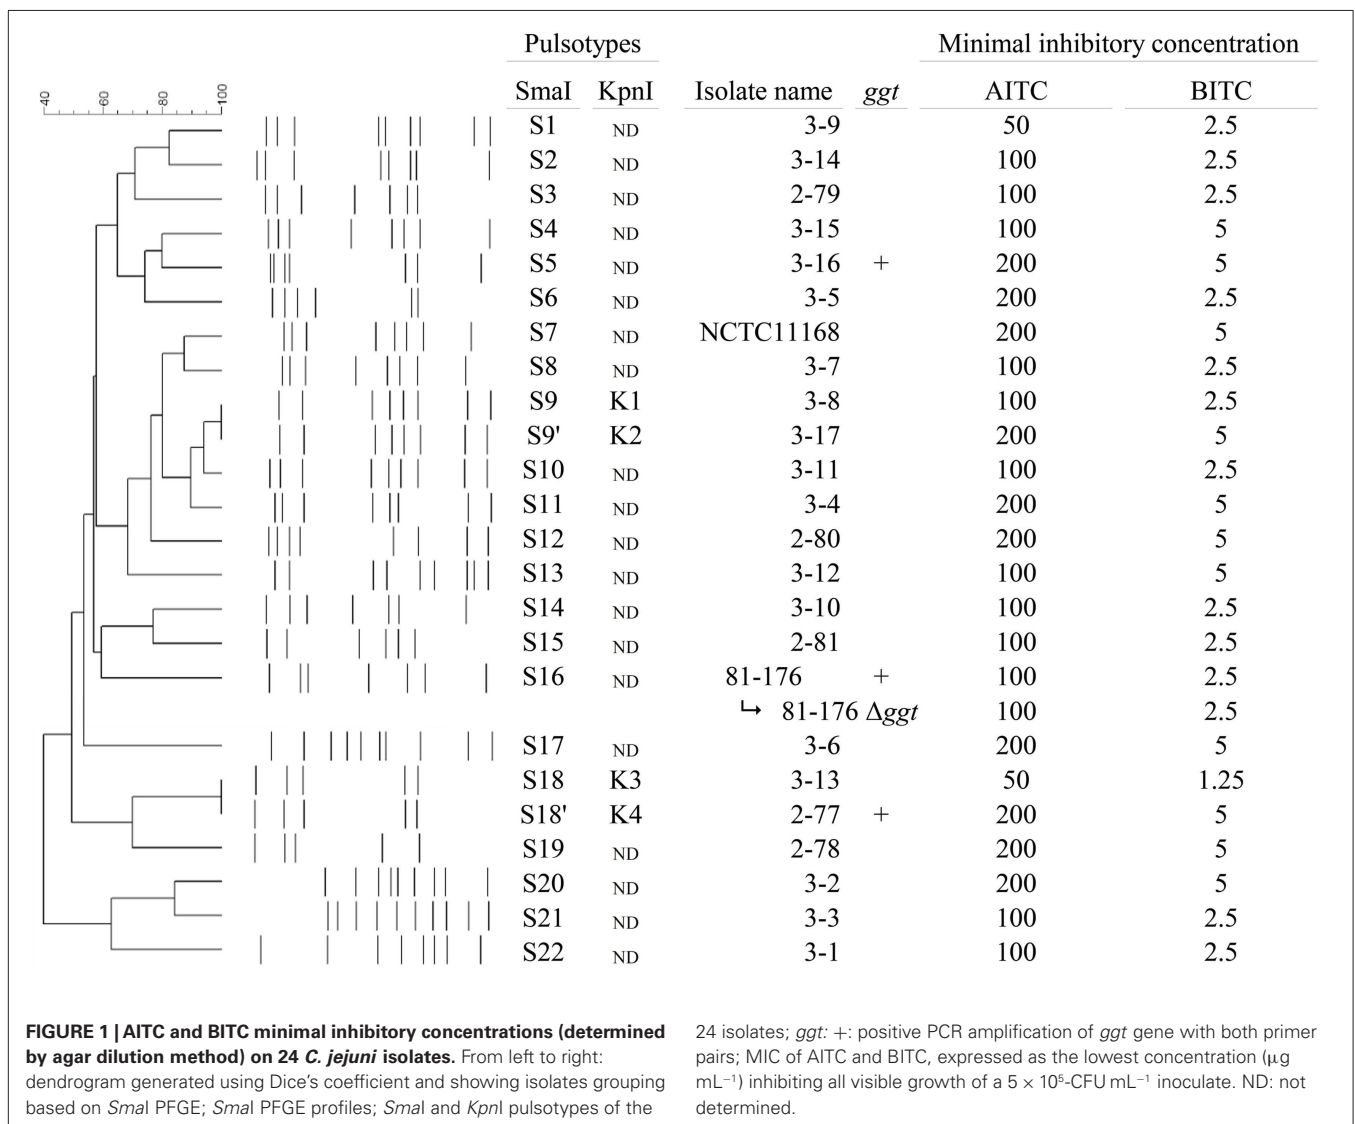 Pulsotypes Minimal inhibitory concentration
40 60 80 100 SmaI KpnI Isolate name ggt AITC BITC
S1 ND 3-9 50 2.5
S2 ND 3-14 100 2.5
S3 ND 2-79 100 2.5
S4 ND 3-15 100 5
S5 ND 3-16 + 200 5
S6 ND 3-5 200 2.5
S7 ND NCTC11168 200 5
S8 ND 3-7 100 2.5
S9 K1 3-8 100 2.5
S9' K2 3-17 200 5
S10 ND 3-11 100 2.5
S11 ND 3-4 200 5
S12 ND 2-80 200 5
S13 ND 3-12 100 5
S14 ND 3-10 100 2.5
S15 ND 2-81 100 2.5
S16 ND 81-176 + 100 2.5
↳ 81-176 Δggt 100 2.5
S17 ND 3-6 200 5
S18 K3 3-13 50 1.25
S18' K4 2-77 + 200 5
S19 ND 2-78 200 5
S20 ND 3-2 200 5
S21 ND 3-3 100 2.5
S22 ND 3-1 100 2.5
FIGURE 1 | AITC and BITC minimal inhibitory concentrations (determined
by agar dilution method) on 24 C. jejuni isolates. From left to right:
dendrogram generated using Dice's coefficient and showing isolates grouping
based on SmaI PFGE; SmaI PFGE profiles; SmaI and KpnI pulsotypes of the
24 isolates; ggt: +: positive PCR amplification of ggt gene with both primer
pairs; MIC of AITC and BITC, expressed as the lowest concentration (μg
mL⁻¹) inhibiting all visible growth of a 5 × 10⁵-CFU mL⁻¹ inoculate. ND: not
determined.